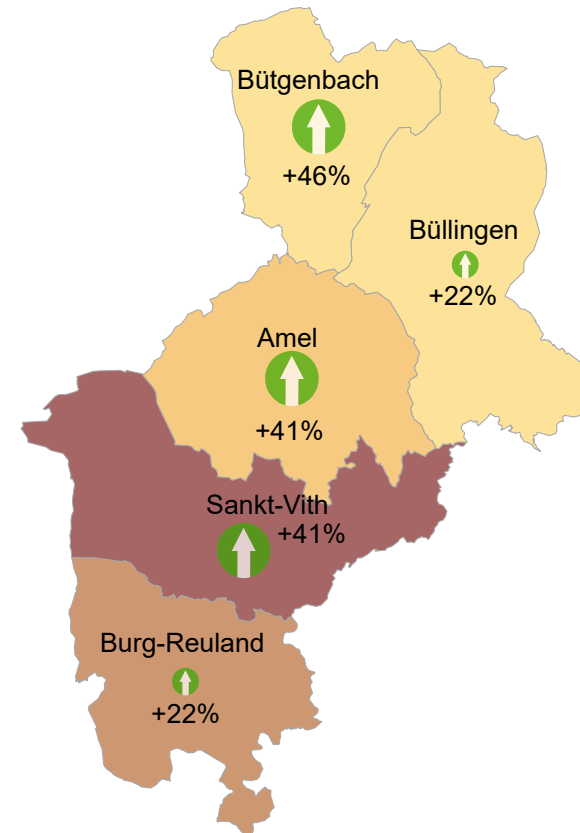 Bütgenbach
+46%
Büllingen
+22%
Amel
+41%
Sankt-Vith
+41%
Burg-Reuland
+22%